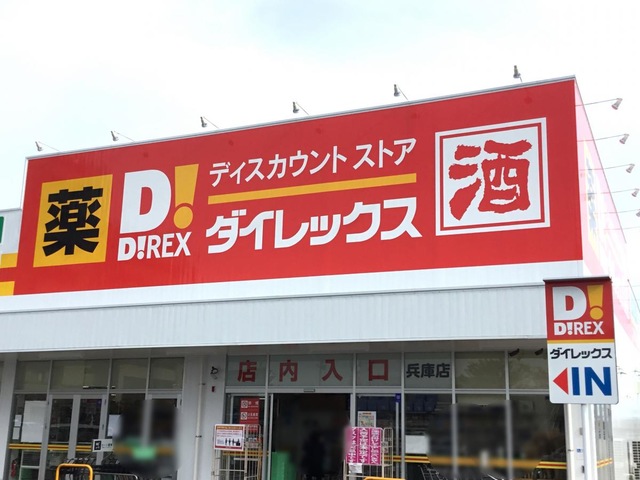 薬
D!
D!REX
ディスカウント ストア
ダイレックス
酒
D!
D!REX
ダイレックス
IN
店内入口
兵庫店